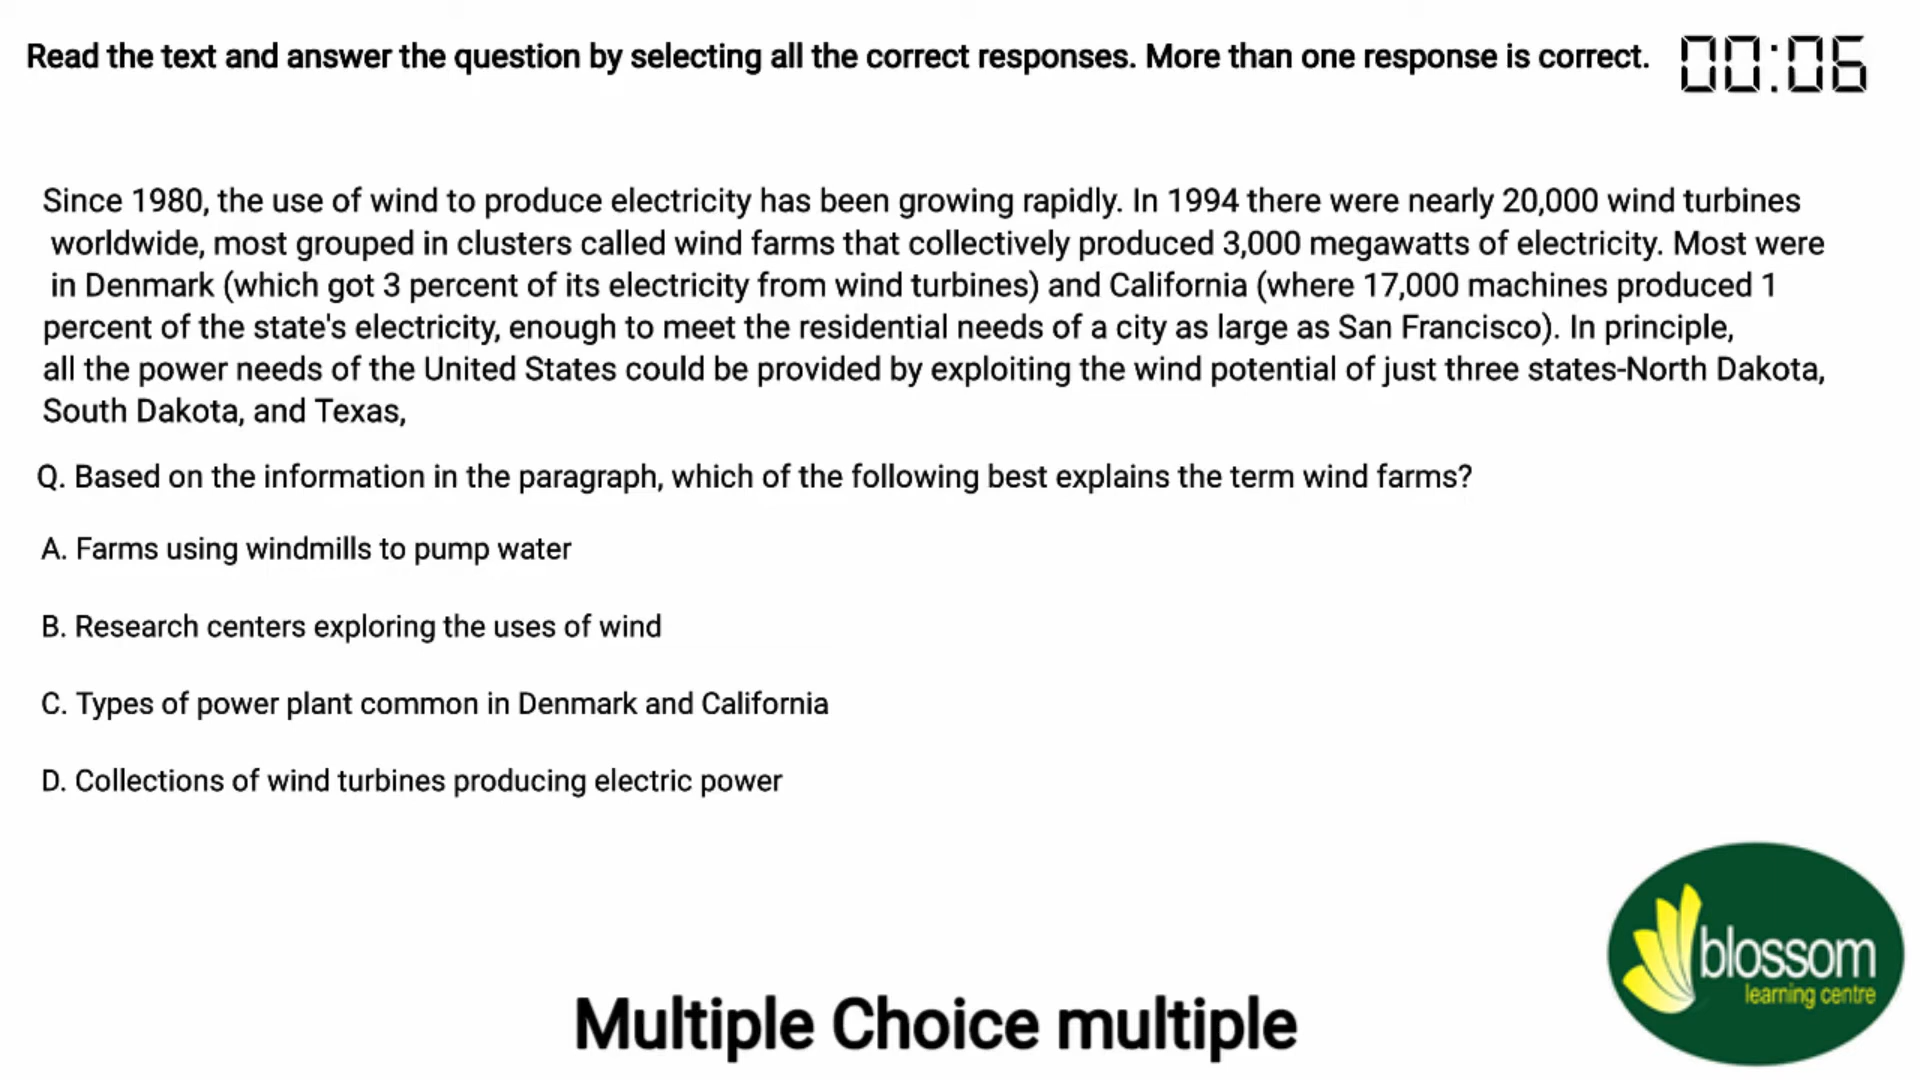 Read the text and answer the question by selecting all the correct responses. More than one response is correct.
00:06
Since 1980, the use of wind to produce electricity has been growing rapidly. In 1994 there were nearly 20,000 wind turbines
worldwide, most grouped in clusters called wind farms that collectively produced 3,000 megawatts of electricity. Most were
in Denmark (which got 3 percent of its electricity from wind turbines) and California (where 17,000 machines produced 1
percent of the state's electricity, enough to meet the residential needs of a city as large as San Francisco). In principle,
all the power needs of the United States could be provided by exploiting the wind potential of just three states-North Dakota,
South Dakota, and Texas,
Q. Based on the information in the paragraph, which of the following best explains the term wind farms?
A. Farms using windmills to pump water
B. Research centers exploring the uses of wind
C. Types of power plant common in Denmark and California
D. Collections of wind turbines producing electric power
blossom
learning centre
Multiple Choice multiple